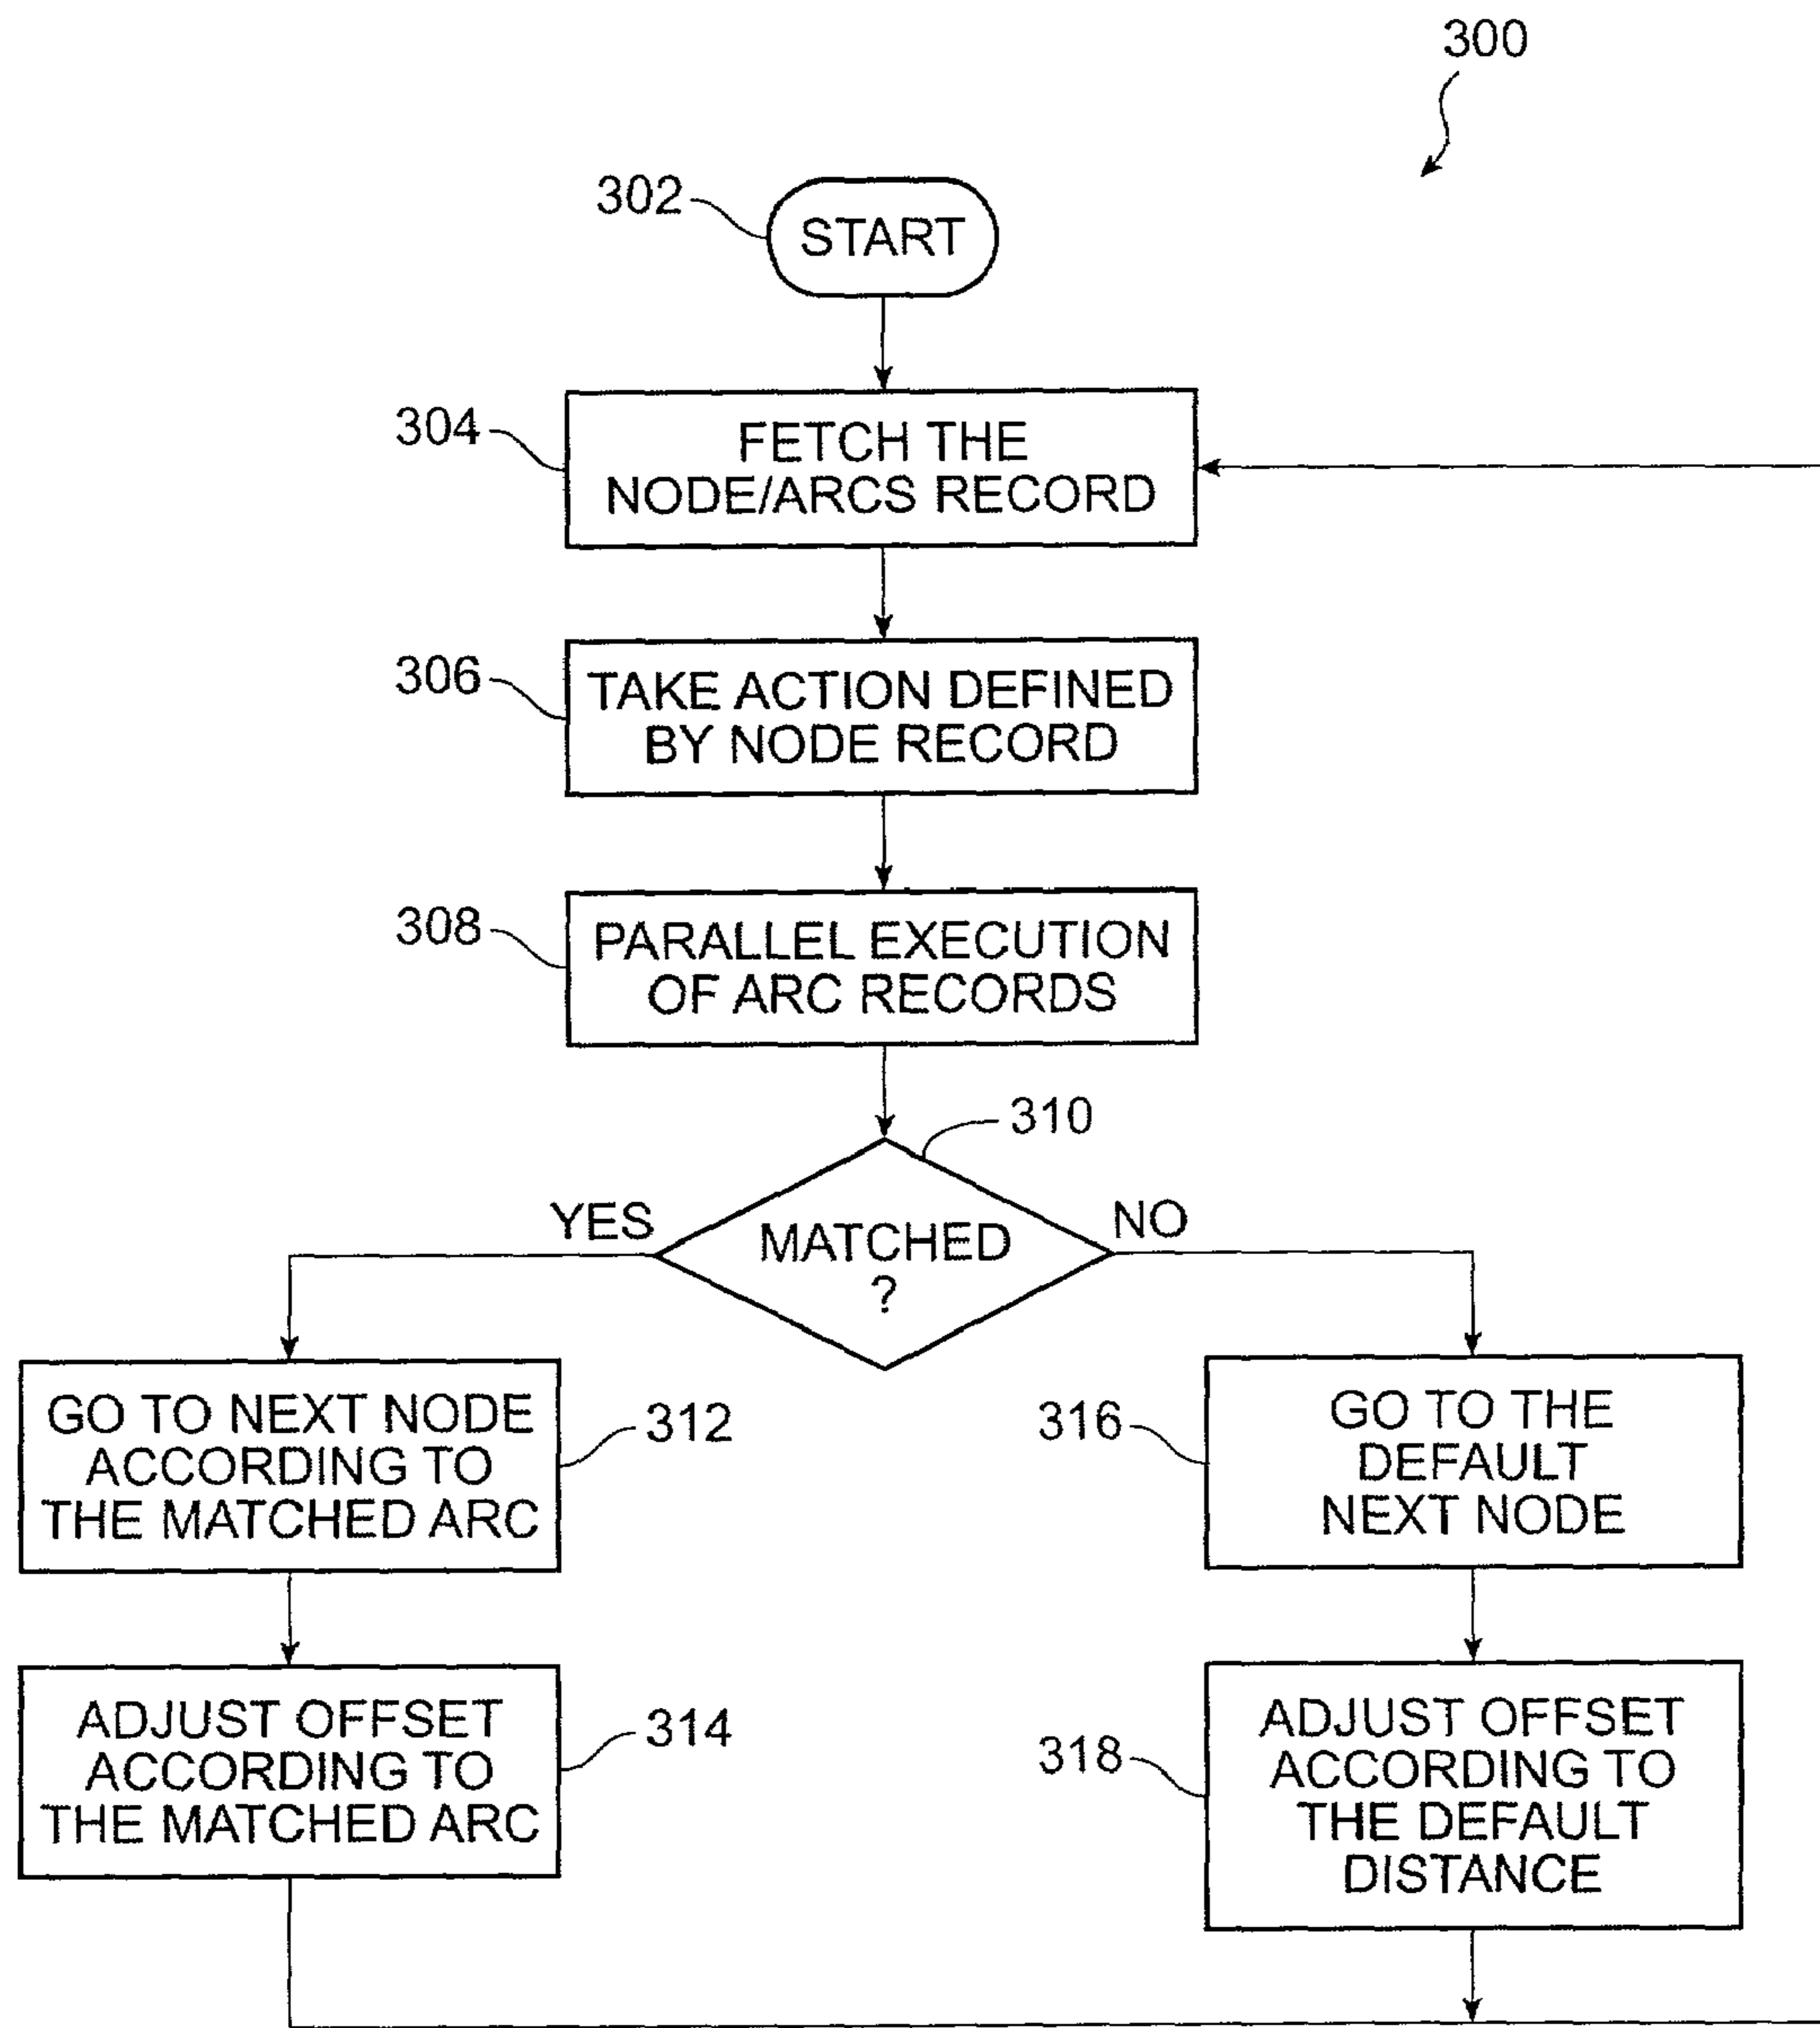 300
302
START
304
FETCH THE
NODE/ARCS RECORD
306
TAKE ACTION DEFINED
BY NODE RECORD
308
PARALLEL EXECUTION
OF ARC RECORDS
310
YES
MATCHED
?
NO
GO TO NEXT NODE
ACCORDING TO
THE MATCHED ARC
312
316
GO TO THE
DEFAULT
NEXT NODE
ADJUST OFFSET
ACCORDING TO
THE MATCHED ARC
314
318
ADJUST OFFSET
ACCORDING TO
THE DEFAULT
DISTANCE